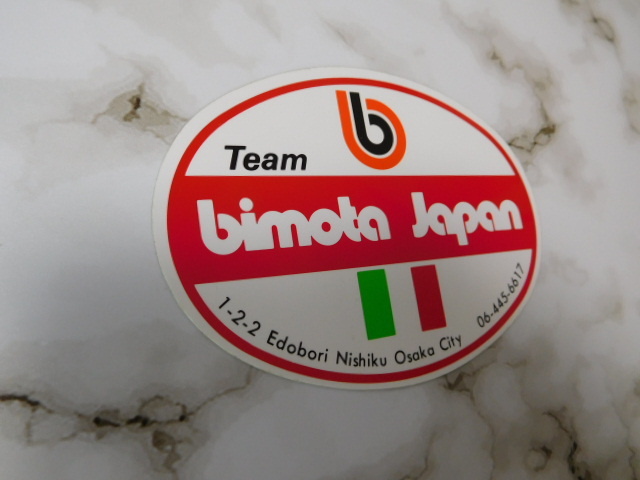 b
Team
bimota Japan
1-2-2 Edobori Nishiku Osaka City 06-445-6617